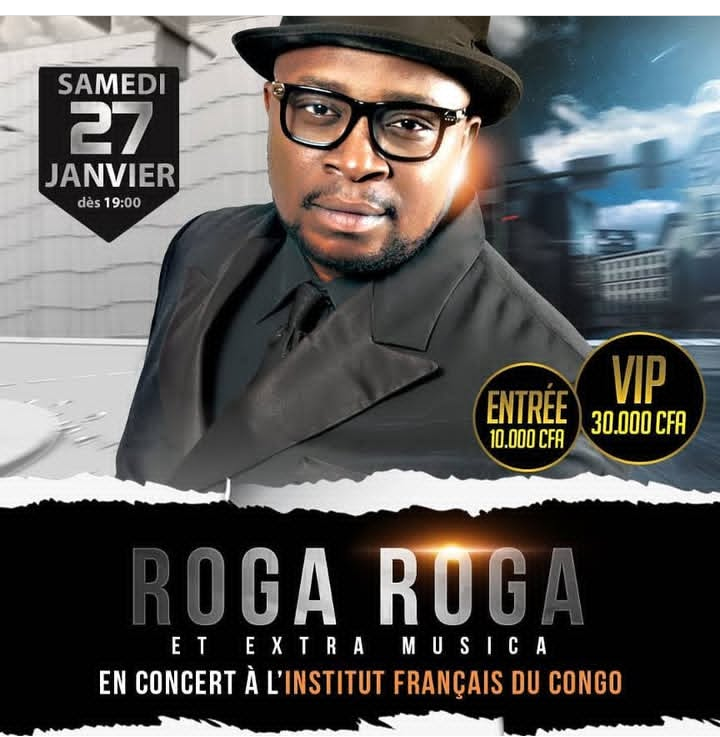 SAMEDI
27
JANVIER
dès 19:00
ENTRÉE
10.000 CFA
VIP
30.000 CFA
ROGA ROGA
ET EXTRA MUSICA
EN CONCERT À L'INSTITUT FRANÇAIS DU CONGO